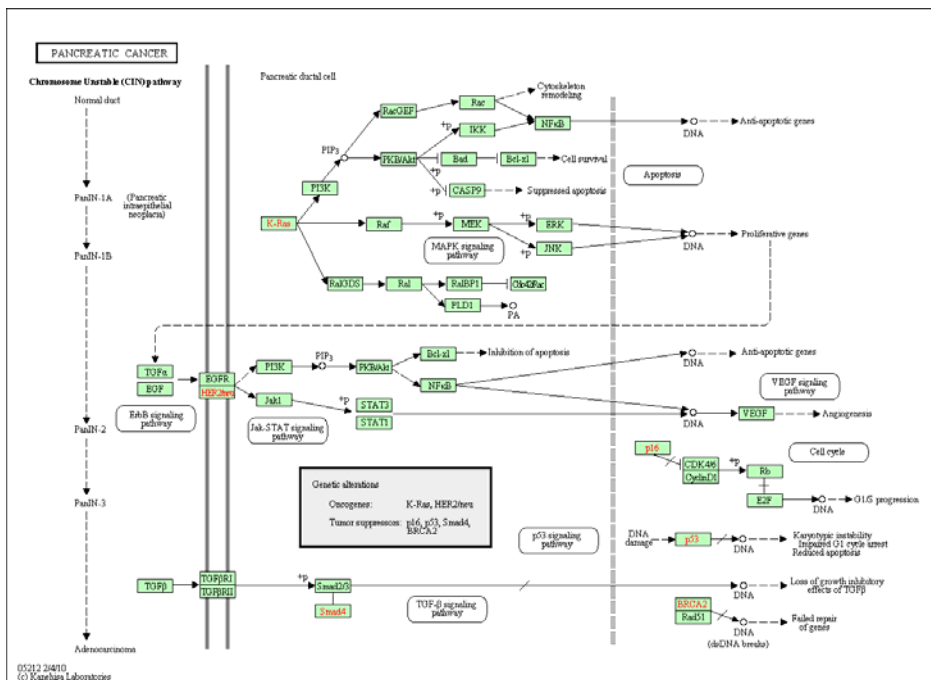 PANCREATIC CANCER
Chromosome Unstable (CIN) pathway
Pancreatic ductal cell
Normal duct
PanIN-1A
(Pancreatic
intraepithelial
neoplasia)
PanIN-1B
PanIN-2
PanIN-3
Adenocarcinoma
RacGEF
Rac
Cytoskeleton
remodeling
+p
IKK
NFκB
DNA
Anti-apoptotic genes
PIP3
PKB/Akt
+p
Bad
Bcl-xl
Cell survival
+p
CASP9
Suppressed apoptosis
Apoptosis
PI3K
K-Ras
Raf
+p
MEK
+p
ERK
+p
JNK
DNA
Proliferative genes
MAPK signaling
pathway
RalGDS
Ral
RalBP1
Cdc42/Rac
PLD1
PA
TGFα
EGF
EGFR
HER2/neu
PI3K
PIP3
PKB/Akt
Bcl-xl
Inhibition of apoptosis
NFκB
DNA
Anti-apoptotic genes
VEGF signaling
pathway
Jak1
+p
STAT3
STAT1
DNA
VEGF
Angiogenesis
ErbB signaling
pathway
Jak-STAT signaling
pathway
p16
CDK4/6
CyclinD1
+p
Rb
E2F
DNA
G1/S progression
Cell cycle
Genetic alterations
Oncogenes: K-Ras, HER2/neu
Tumor suppressors: p16, p53, Smad4,
BRCA2
p53 signaling
pathway
DNA
damage
p53
DNA
Karyotypic instability
Impaired G1 cycle arrest
Reduced apoptosis
TGFβ
TGFβRI
TGFβRII
+p
Smad2/3
Smad4
TGF-β signaling
pathway
DNA
Loss of growth inhibitory
effects of TGFβ
BRCA2
Rad51
DNA
(dsDNA breaks)
Failed repair
of genes
05212 2/4/10
(c) Kanehisa Laboratories